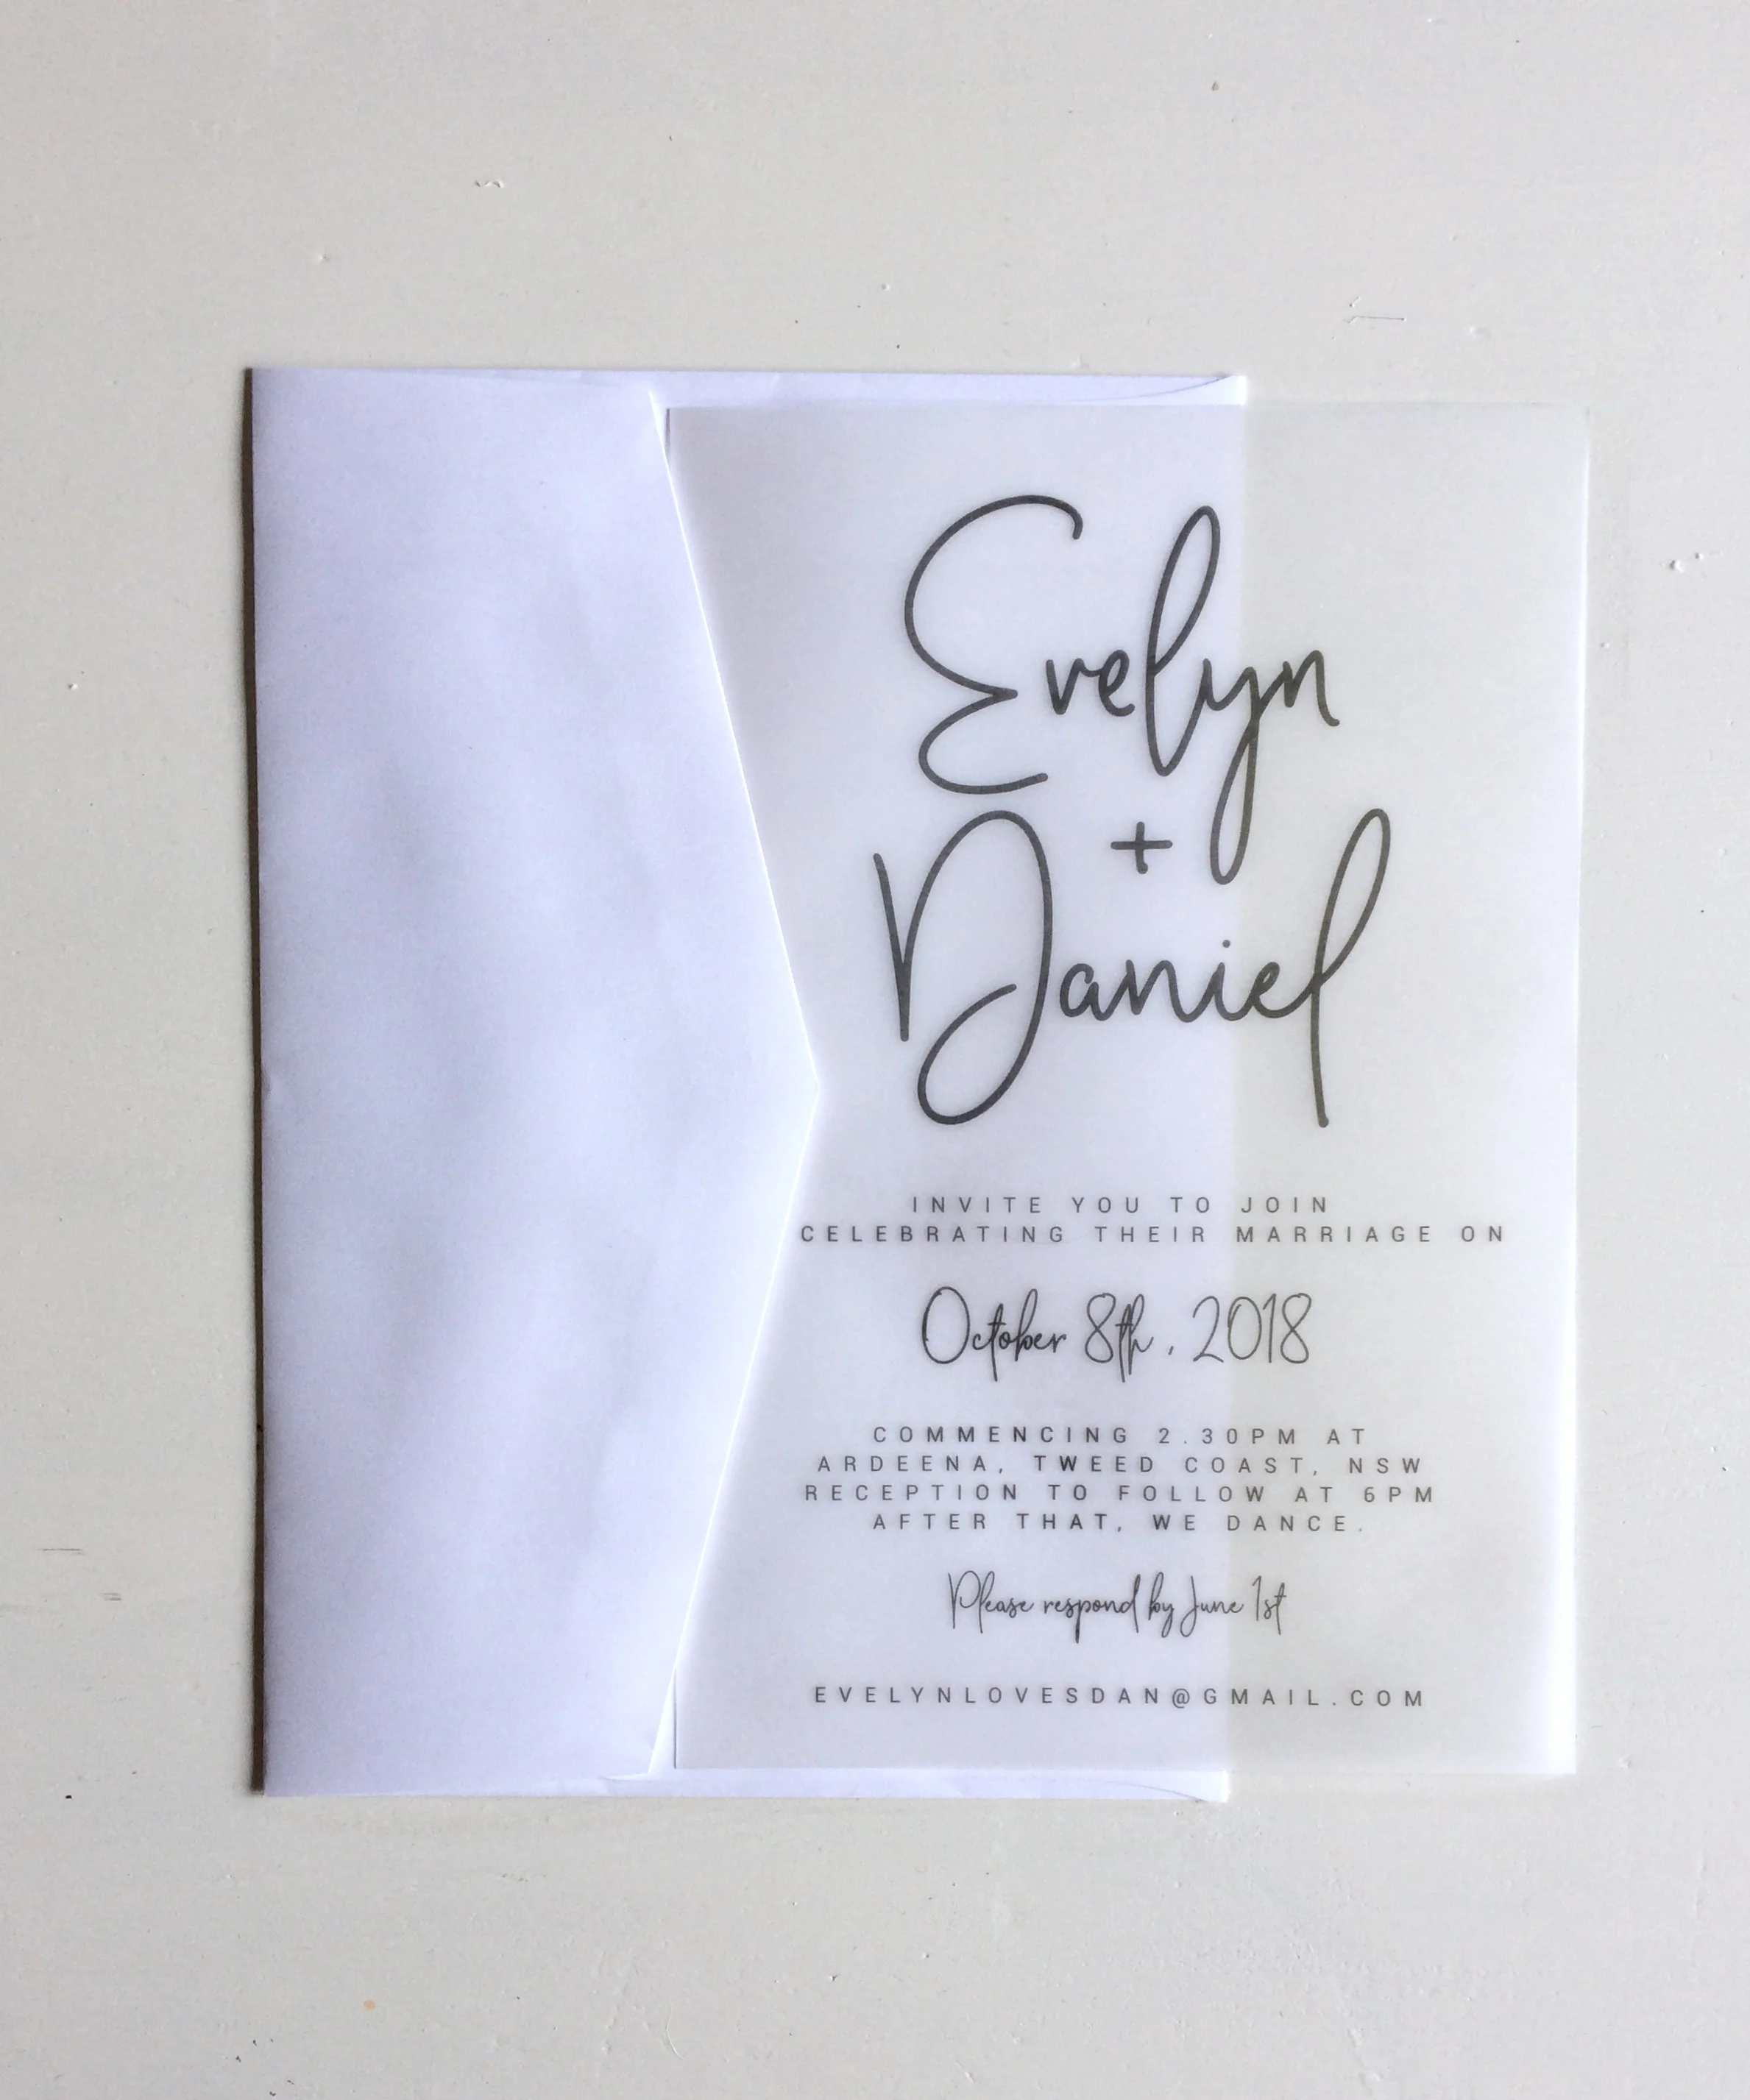 Evelyn
+
Daniel
INVITE YOU TO JOIN
CELEBRATING THEIR MARRIAGE ON
October 8th, 2018
COMMENCING 2.30PM AT
ARDEENA, TWEED COAST, NSW
RECEPTION TO FOLLOW AT 6PM
AFTER THAT, WE DANCE.
Please respond by June 1st
EVELYNLOVESDAN@GMAIL.COM